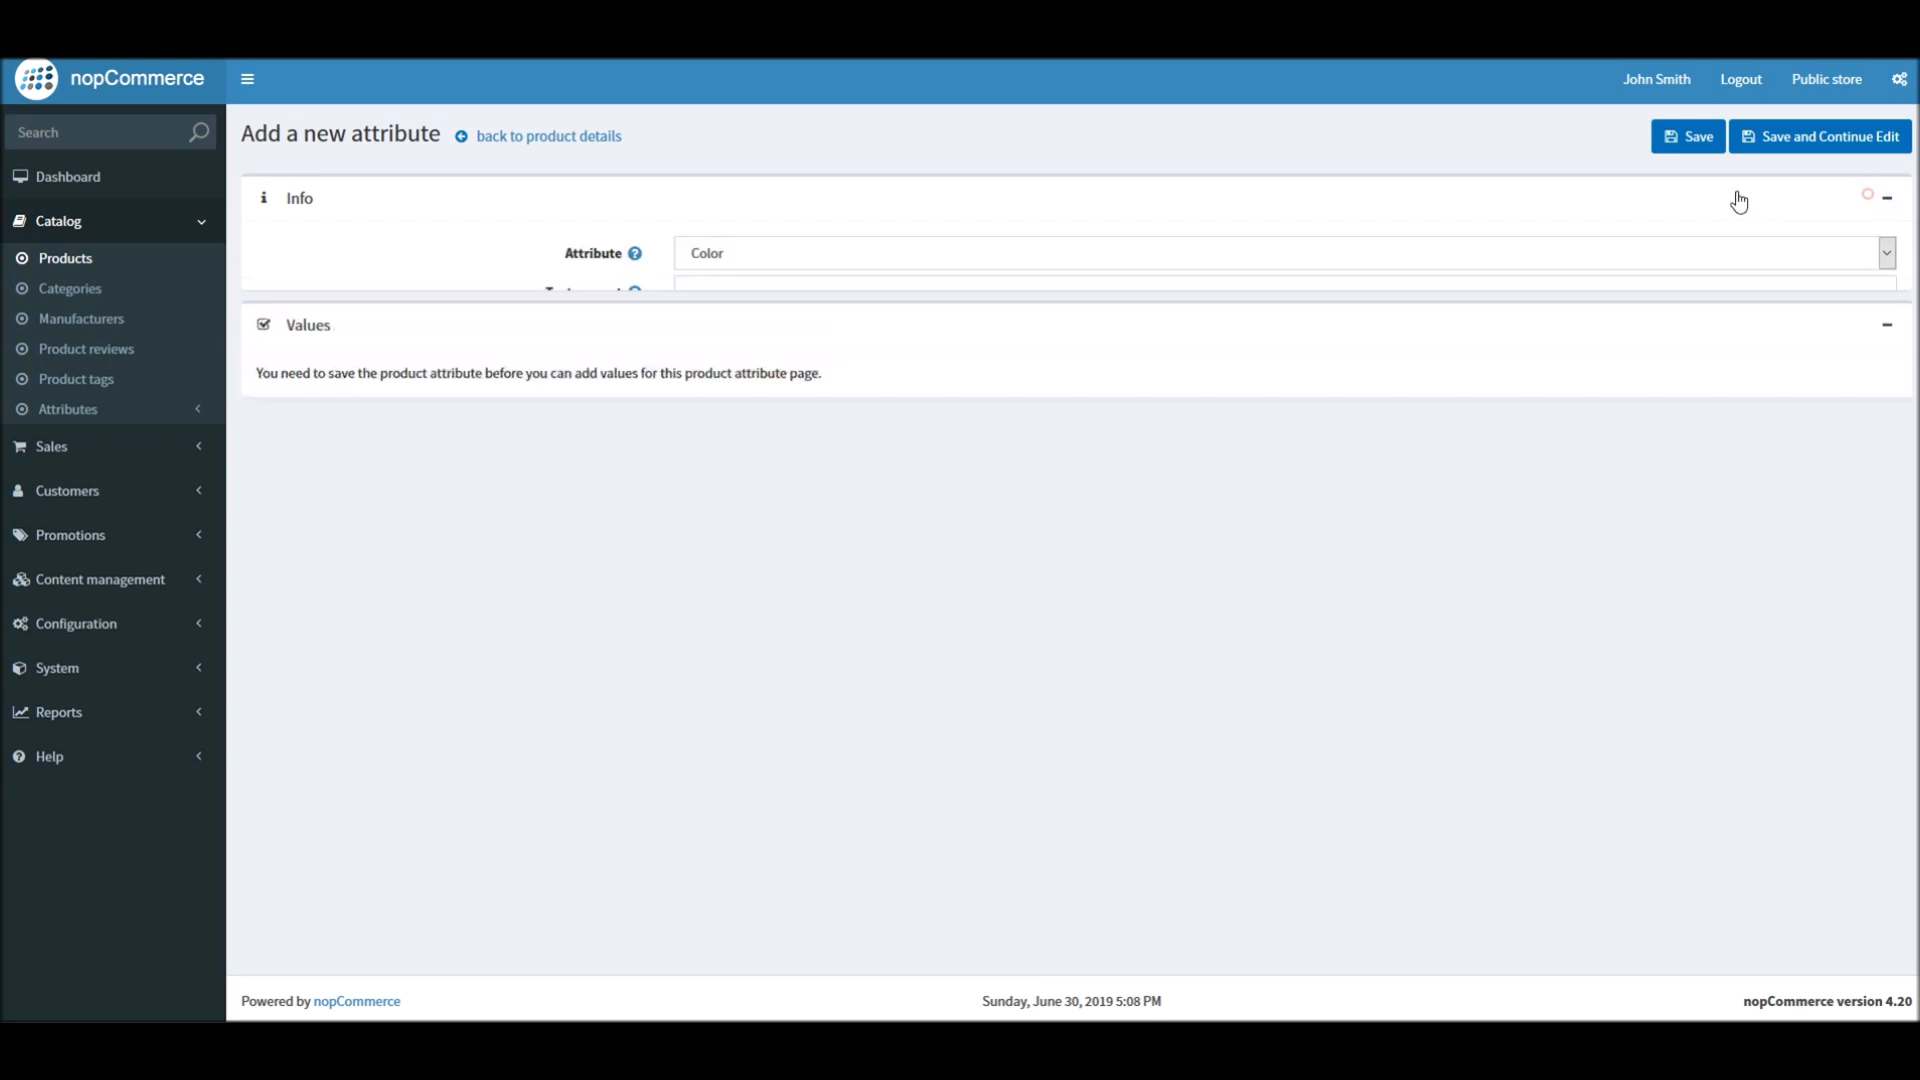 nopCommerce
John Smith
Logout
Public store
Search
Dashboard
Catalog
Products
Categories
Manufacturers
Product reviews
Product tags
Attributes
Sales
Customers
Promotions
Content management
Configuration
System
Reports
Help
Add a new attribute
back to product details
Save
Save and Continue Edit
Info
Attribute
Color
Values
You need to save the product attribute before you can add values for this product attribute page.
Powered by nopCommerce
Sunday, June 30, 2019 5:08 PM
nopCommerce version 4.20